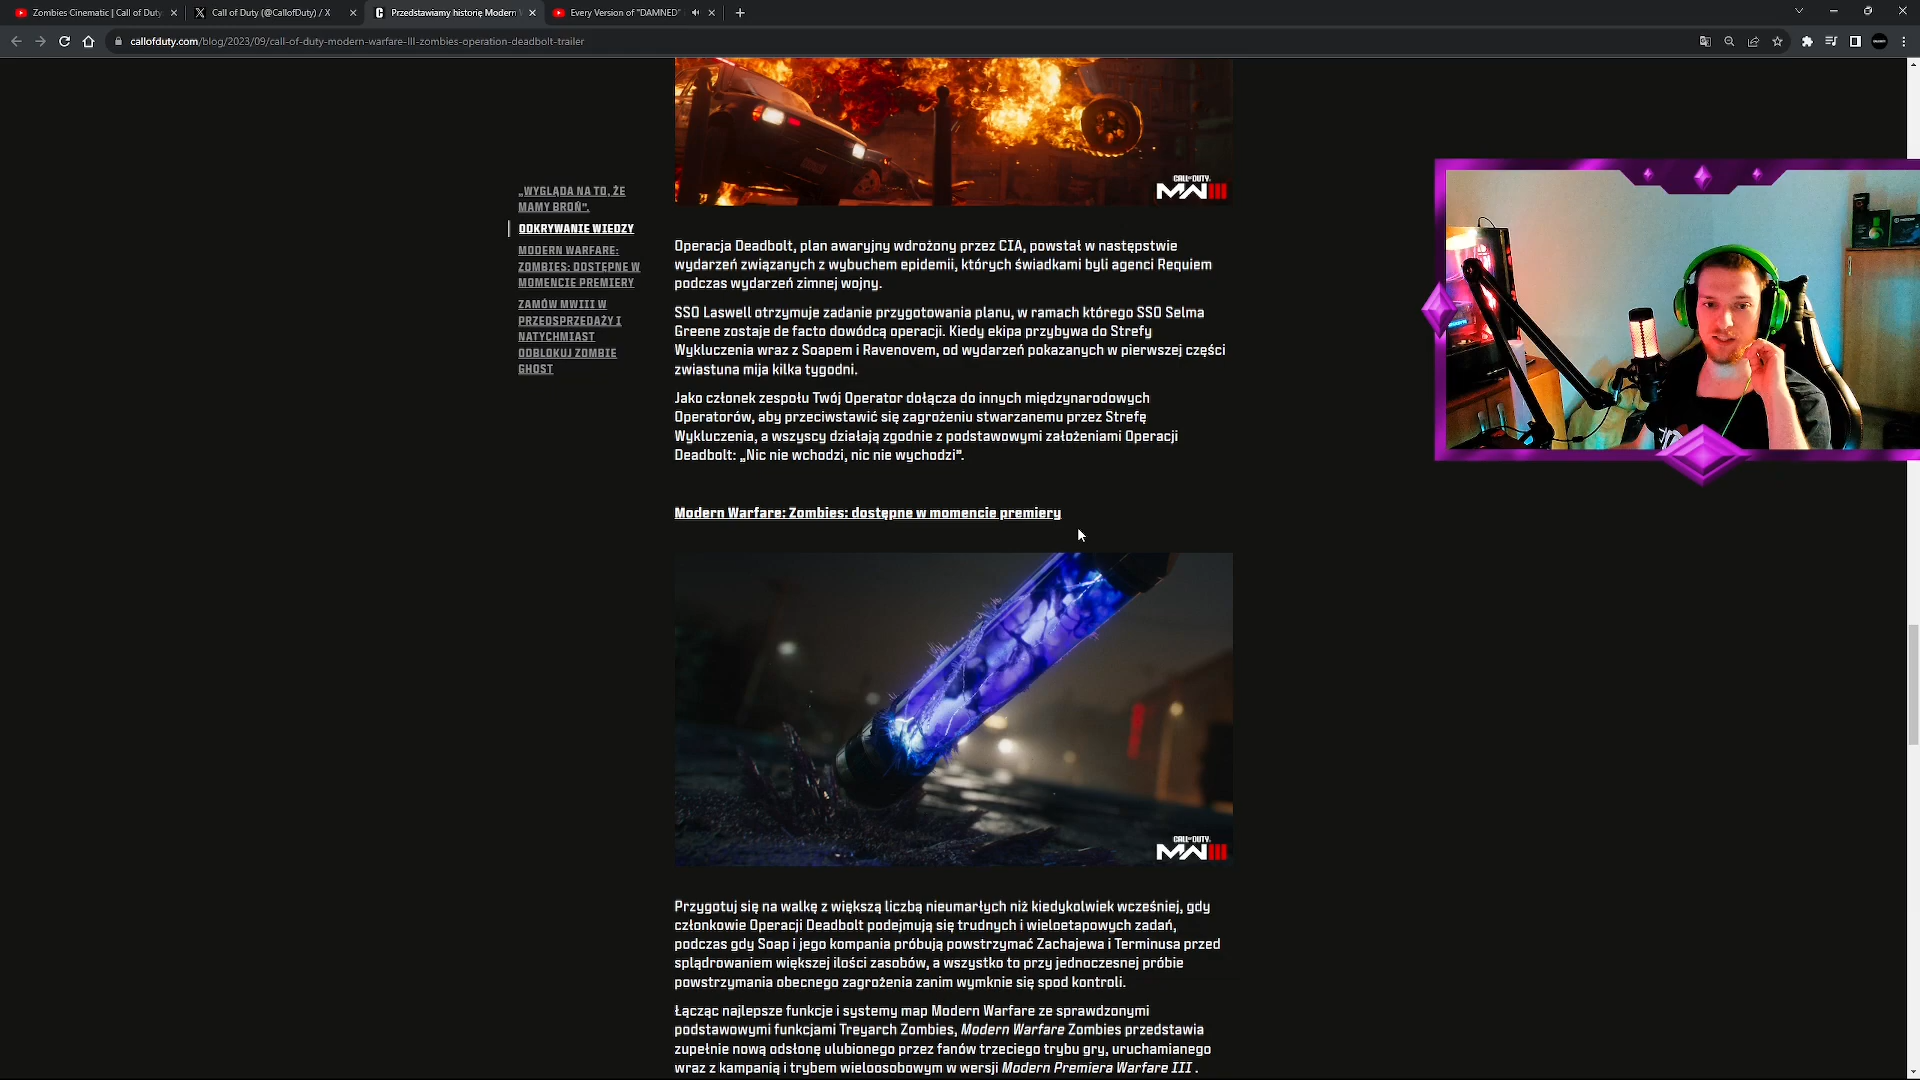 Zombies Cinematic | Call of Duty
Call of Duty (@CallofDuty) / X
Przedstawiamy historię Modern W
Every Version of "DAMNED"
callofduty.com/blog/2023/09/call-of-duty-modern-warfare-III-zombies-operation-deadbolt-trailer
CALL OF DUTY
MWIII
„WYGLĄDA NA TO, ŻE
MAMY BROŃ”.
ODKRYWANIE WIEDZY
MODERN WARFARE:
ZOMBIES: DOSTĘPNE W
MOMENCIE PREMIERY
ZAMÓW MWIII W
PRZEDSPRZEDAŻY I
NATYCHMIAST
ODBLOKUJ ZOMBIE
GHOST
Operacja Deadbolt, plan awaryjny wdrożony przez CIA, powstał w następstwie
wydarzeń związanych z wybuchem epidemii, których świadkami byli agenci Requiem
podczas wydarzeń zimnej wojny.
SSO Laswell otrzymuje zadanie przygotowania planu, w ramach którego SSO Selma
Greene zostaje de facto dowódcą operacji. Kiedy ekipa przybywa do Strefy
Wykluczenia wraz z Soapem i Ravenovem, od wydarzeń pokazanych w pierwszej części
zwiastuna mija kilka tygodni.
Jako członek zespołu Twój Operator dołącza do innych międzynarodowych
Operatorów, aby przeciwstawić się zagrożeniu stwarzanemu przez Strefę
Wykluczenia, a wszyscy działają zgodnie z podstawowymi założeniami Operacji
Deadbolt: „Nic nie wchodzi, nic nie wychodzi”.
Modern Warfare: Zombies: dostępne w momencie premiery
CALL OF DUTY
MWIII
Przygotuj się na walkę z większą liczbą nieumarłych niż kiedykolwiek wcześniej, gdy
członkowie Operacji Deadbolt podejmują się trudnych i wieloetapowych zadań,
podczas gdy Soap i jego kompania próbują powstrzymać Zachajewa i Terminusa przed
splądrowaniem większej ilości zasobów, a wszystko to przy jednoczesnej próbie
powstrzymania obecnego zagrożenia zanim wymknie się spod kontroli.
Łącząc najlepsze funkcje i systemy map Modern Warfare ze sprawdzonymi
podstawowymi funkcjami Treyarch Zombies, Modern Warfare Zombies przedstawia
zupełnie nową odsłonę ulubionego przez fanów trzeciego trybu gry, uruchamianego
wraz z kampanią i trybem wieloosobowym w wersji Modern Premiera Warfare III .